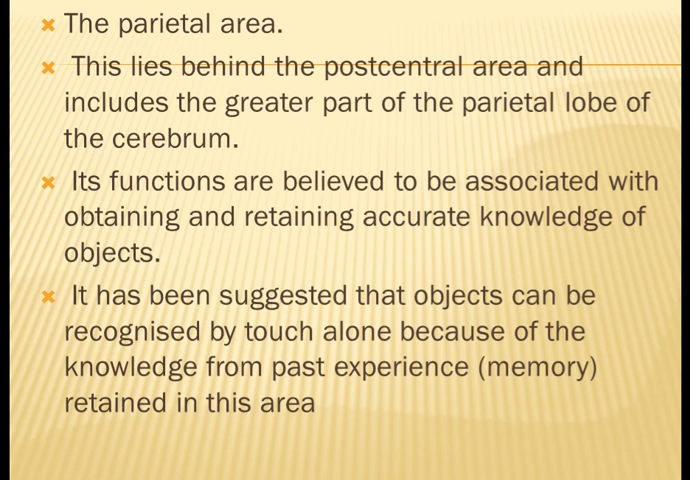 The parietal area.
This lies behind the postcentral area and
includes the greater part of the parietal lobe of
the cerebrum.
Its functions are believed to be associated with
obtaining and retaining accurate knowledge of
objects.
It has been suggested that objects can be
recognised by touch alone because of the
knowledge from past experience (memory)
retained in this area